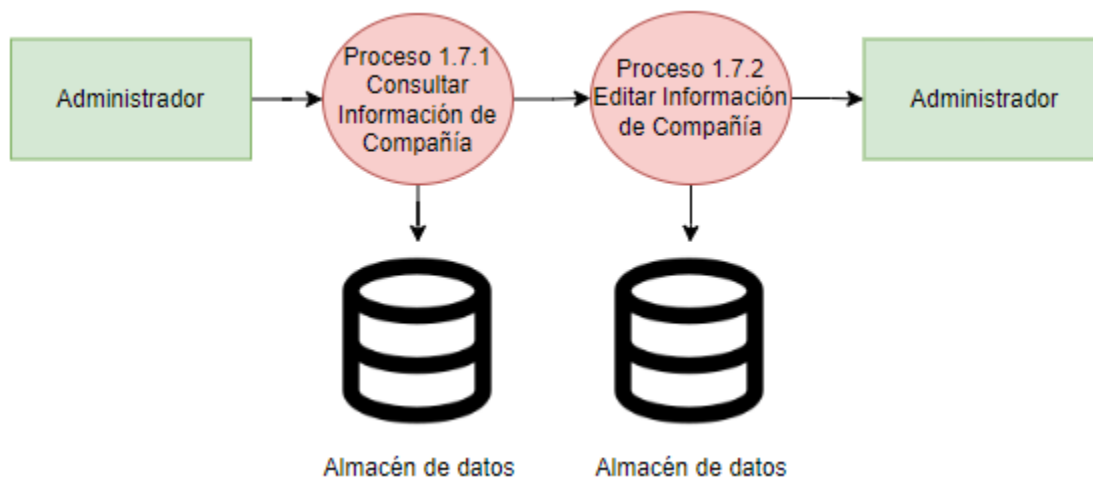 Administrador
Proceso 1.7.1
Consultar
Información de
Compañía
Proceso 1.7.2
Editar Información
de Compañía
Administrador
Almacén de datos
Almacén de datos